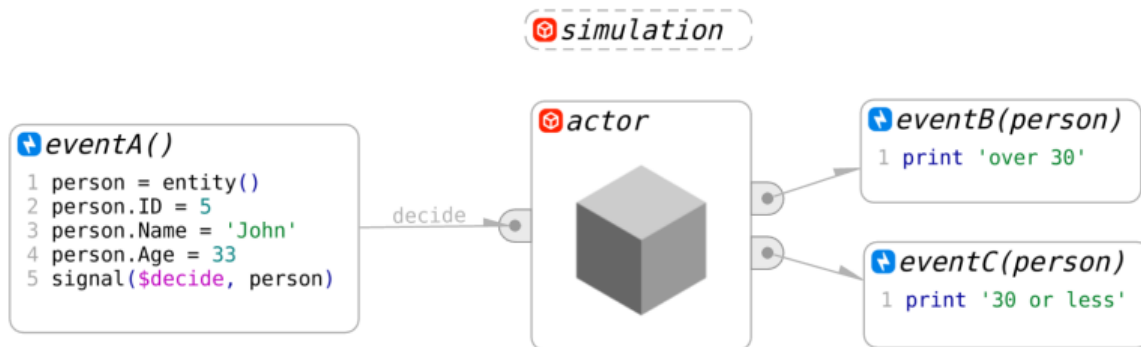 simulation
eventA()
1 person = entity()
2 person.ID = 5
3 person.Name = 'John'
4 person.Age = 33
5 signal($decide, person)
decide
actor
eventB(person)
1 print 'over 30'
eventC(person)
1 print '30 or less'